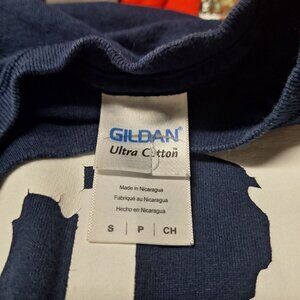 GILDAN
Ultra Cotton
Made in Nicaragua
Fabriqué au Nicaragua
Hecho en Nicaragua
S | P | CH